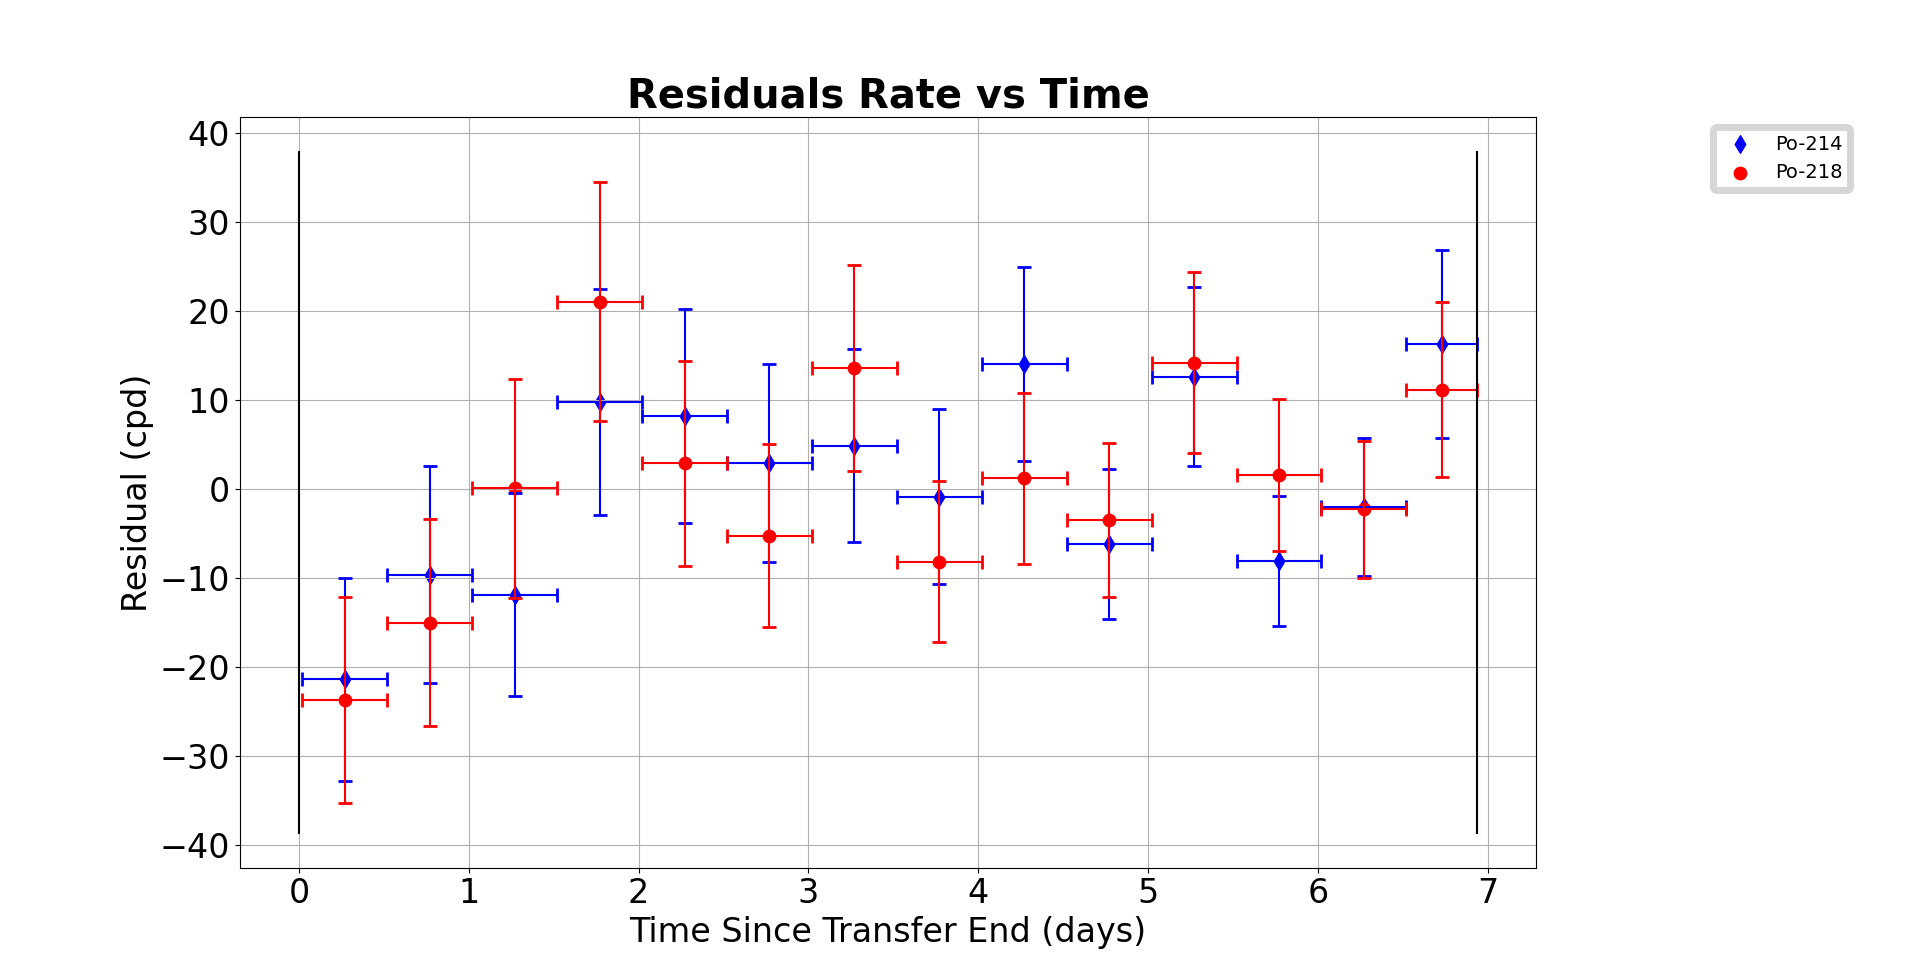 Residuals Rate vs Time
Po-214
Po-218
40
30
20
10
0
−10
−20
−30
−40
Residual (cpd)
0 1 2 3 4 5 6 7
Time Since Transfer End (days)